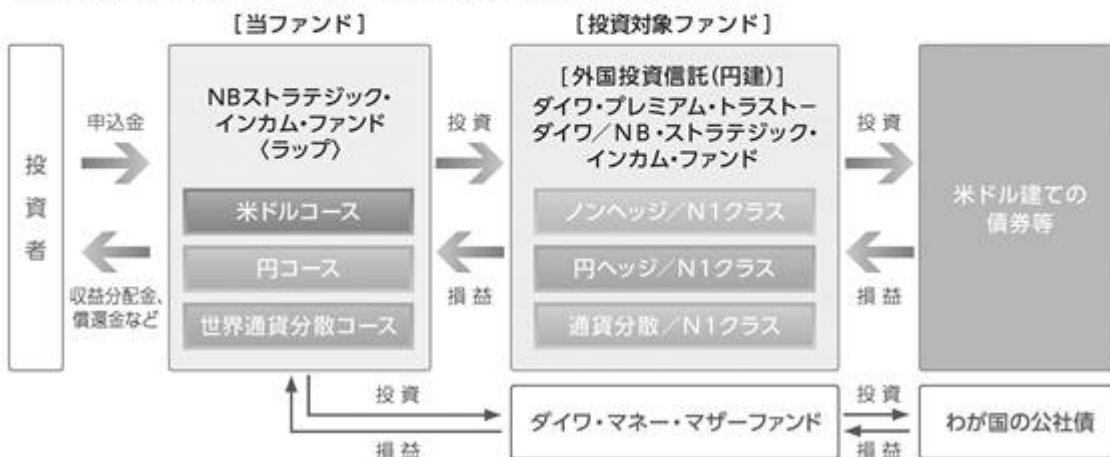 [当ファンド]
[投資対象ファンド]
投資者
申込金
収益分配金、
償還金など
NBストラテジック・
インカム・ファンド
〈ラップ〉
米ドルコース
円コース
世界通貨分散コース
投資
損益
[外国投資信託(円建)]
ダイワ・プレミアム・トラスト−
ダイワ/NB・ストラテジック・
インカム・ファンド
ノンヘッジ/N1クラス
円ヘッジ/N1クラス
通貨分散/N1クラス
投資
損益
米ドル建ての
債券等
投資
損益
ダイワ・マネー・マザーファンド
投資
損益
わが国の公社債